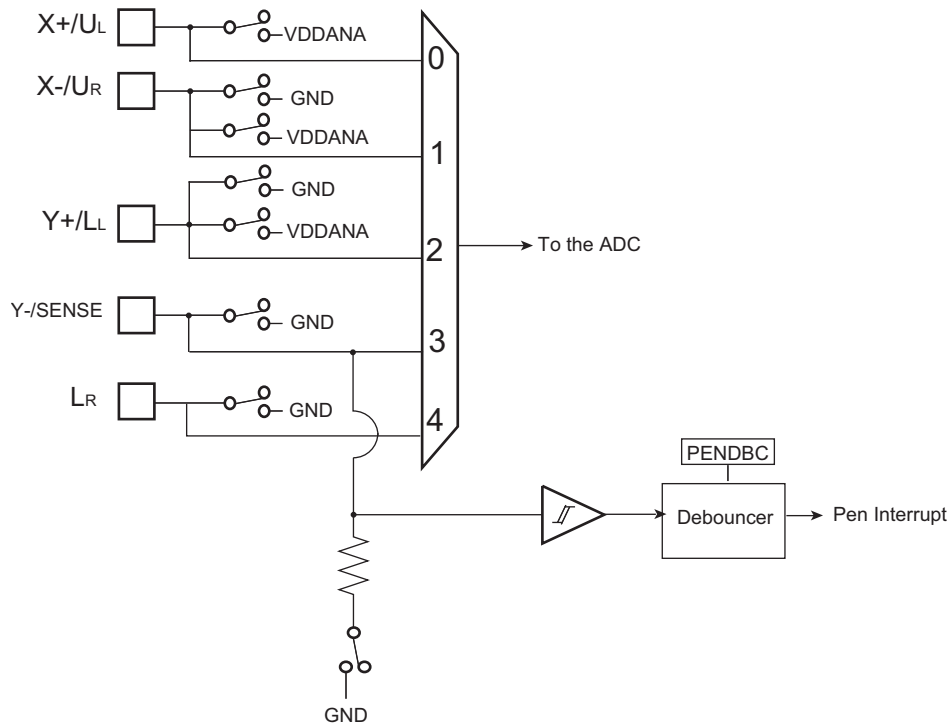 X+/UL
VDDANA
0
X-/UR
GND
VDDANA
1
GND
Y+/LL
VDDANA
2
To the ADC
Y-/SENSE
GND
3
LR
GND
4
PENDBC
Debouncer
Pen Interrupt
GND